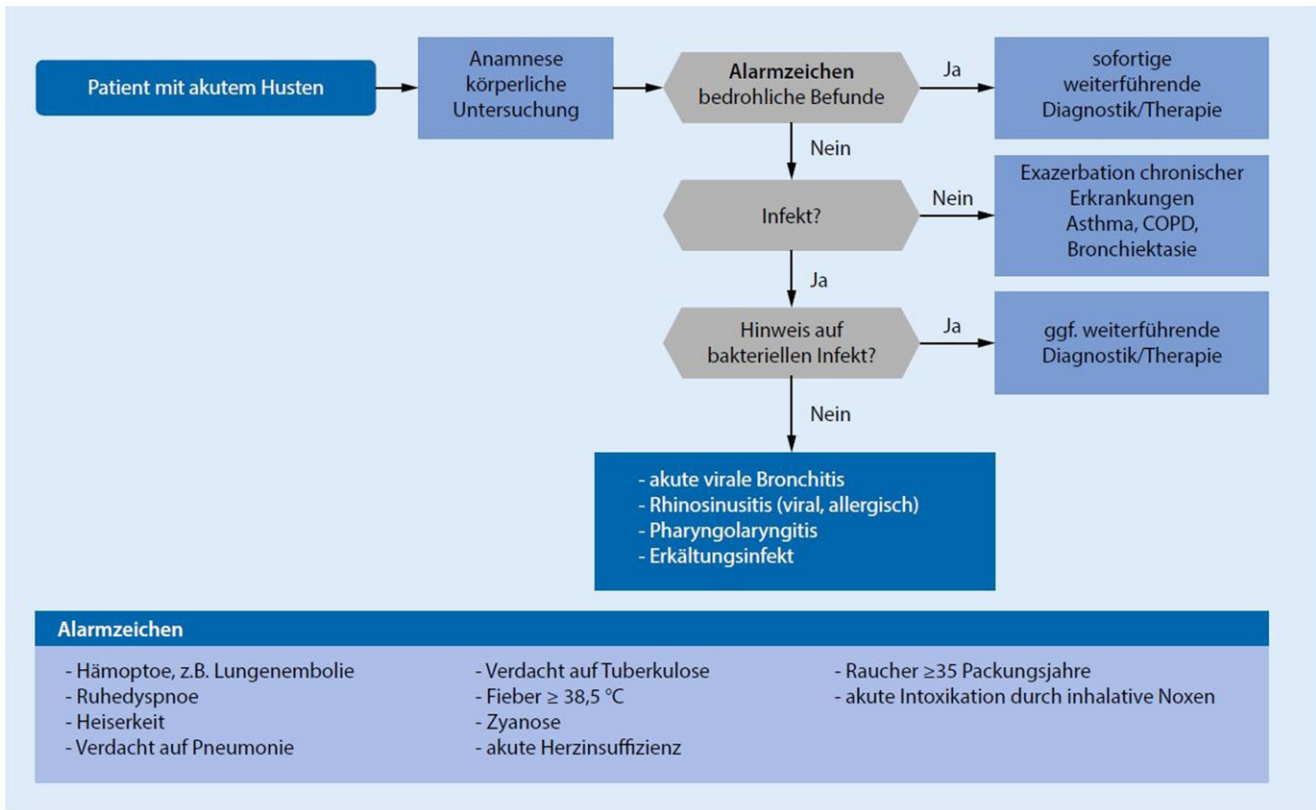 Patient mit akutem Husten
Anamnese
körperliche
Untersuchung
Alarmzeichen
bedrohliche Befunde
Ja
sofortige
weiterführende
Diagnostik/Therapie
Nein
Infekt?
Nein
Exazerbation chronischer
Erkrankungen
Asthma, COPD,
Bronchiektasie
Ja
Hinweis auf
bakteriellen Infekt?
Ja
ggf. weiterführende
Diagnostik/Therapie
Nein
- akute virale Bronchitis
- Rhinosinusitis (viral, allergisch)
- Pharyngolaryngitis
- Erkältungsinfekt
Alarmzeichen
- Hämoptoe, z.B. Lungenembolie
- Ruhedyspnoe
- Heiserkeit
- Verdacht auf Pneumonie
- Verdacht auf Tuberkulose
- Fieber ≥ 38,5 °C
- Zyanose
- akute Herzinsuffizienz
- Raucher ≥35 Packungsjahre
- akute Intoxikation durch inhalative Noxen